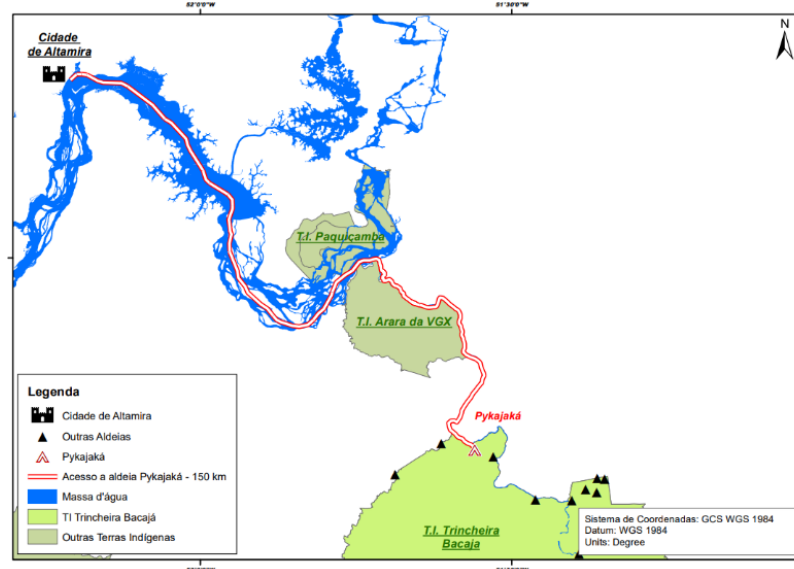 52°0'0"W
51°30'0"W
N
Cidade
de Altamira
T.I. Paquiçamba
T.I. Arara da VGX
Pykajaká
T.I. Trincheira
Bacaja
Legenda
Cidade de Altamira
Outras Aldeias
Pykajaká
Acesso a aldeia Pykajaká - 150 km
Massa d'água
TI Trincheira Bacajá
Outras Terras Indígenas
Sistema de Coordenadas: GCS WGS 1984
Datum: WGS 1984
Units: Degree